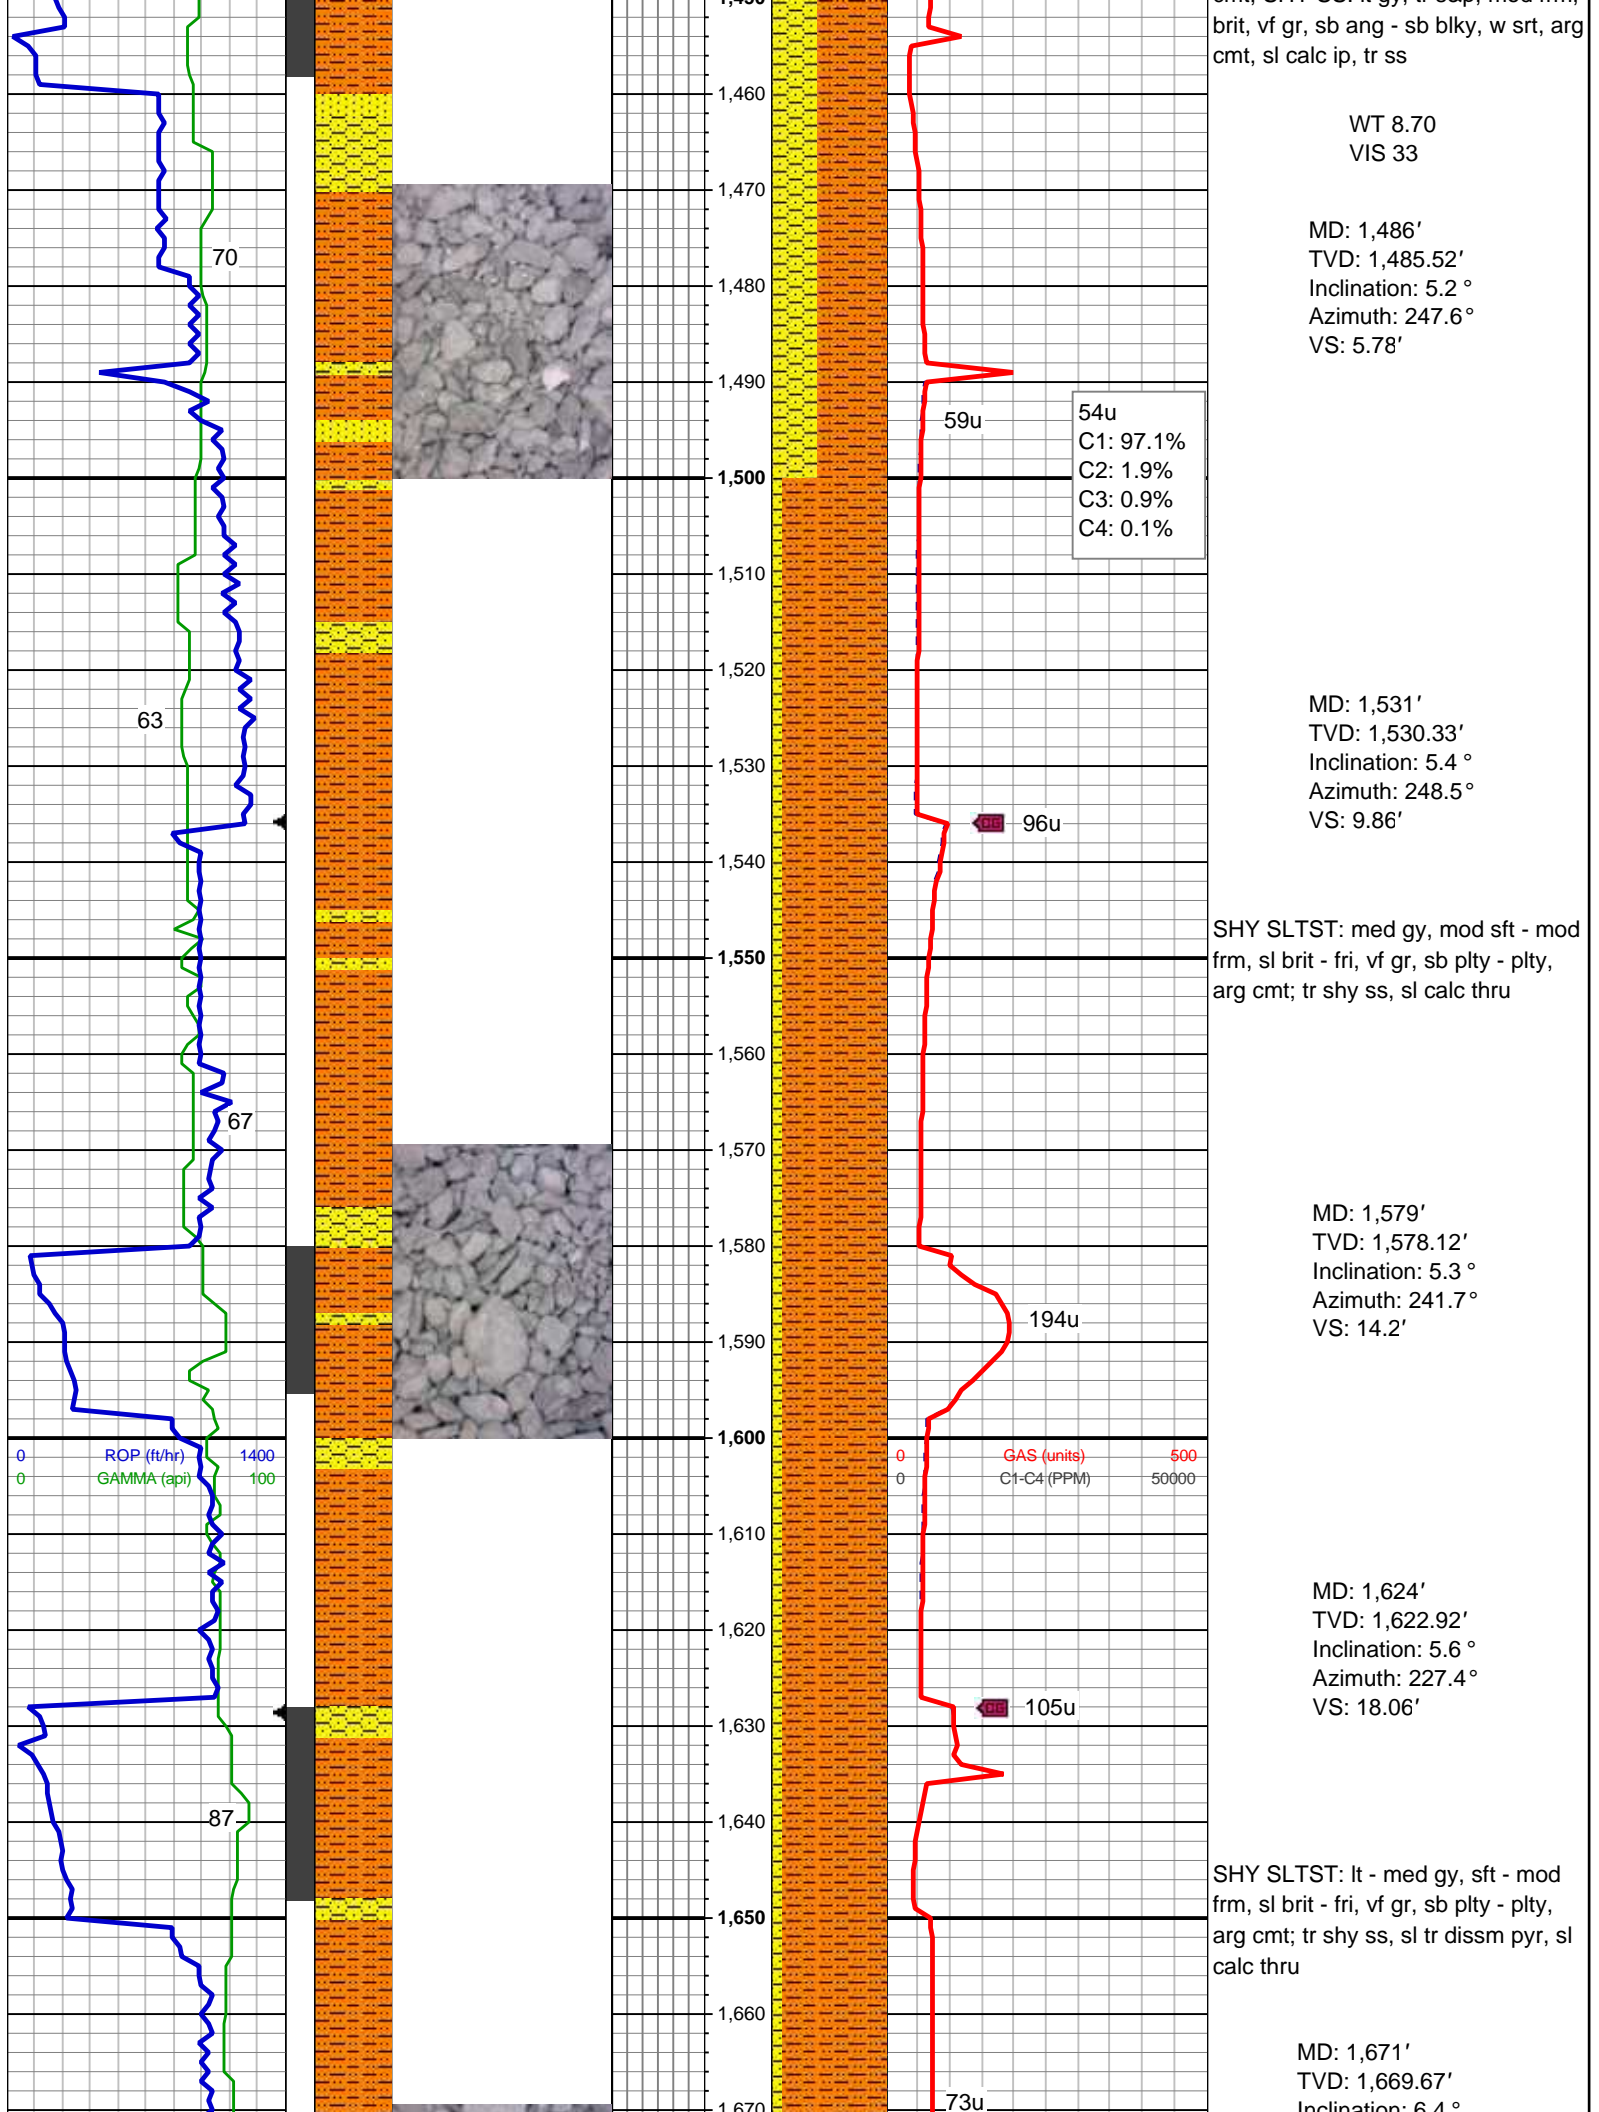 brit, vf gr, sb ang - sb blky, w srt, arg
cmt, sl calc ip, tr ss
1,460
WT 8.70
VIS 33
1,470
MD: 1,486′
TVD: 1,485.52′
Inclination: 5.2 °
Azimuth: 247.6°
VS: 5.78′
70
1,480
1,490
59u
54u
C1: 97.1%
C2: 1.9%
C3: 0.9%
C4: 0.1%
1,500
1,510
1,520
63
MD: 1,531′
TVD: 1,530.33′
Inclination: 5.4 °
Azimuth: 248.5°
VS: 9.86′
1,530
CG
96u
1,540
SHY SLTST: med gy, mod sft - mod
frm, sl brit - fri, vf gr, sb plty - plty,
arg cmt; tr shy ss, sl calc thru
1,550
1,560
67
1,570
MD: 1,579′
TVD: 1,578.12′
Inclination: 5.3 °
Azimuth: 241.7°
VS: 14.2′
1,580
194u
1,590
1,600
0 ROP (ft/hr) 1400
0 GAMMA (api) 100
0 GAS (units) 500
0 C1-C4 (PPM) 50000
1,610
MD: 1,624′
TVD: 1,622.92′
Inclination: 5.6 °
Azimuth: 227.4°
VS: 18.06′
1,620
CG
105u
1,630
87
1,640
SHY SLTST: lt - med gy, sft - mod
frm, sl brit - fri, vf gr, sb plty - plty,
arg cmt; tr shy ss, sl tr dissm pyr, sl
calc thru
1,650
1,660
MD: 1,671′
TVD: 1,669.67′
Inclination: 6.4 °
73u
1,670